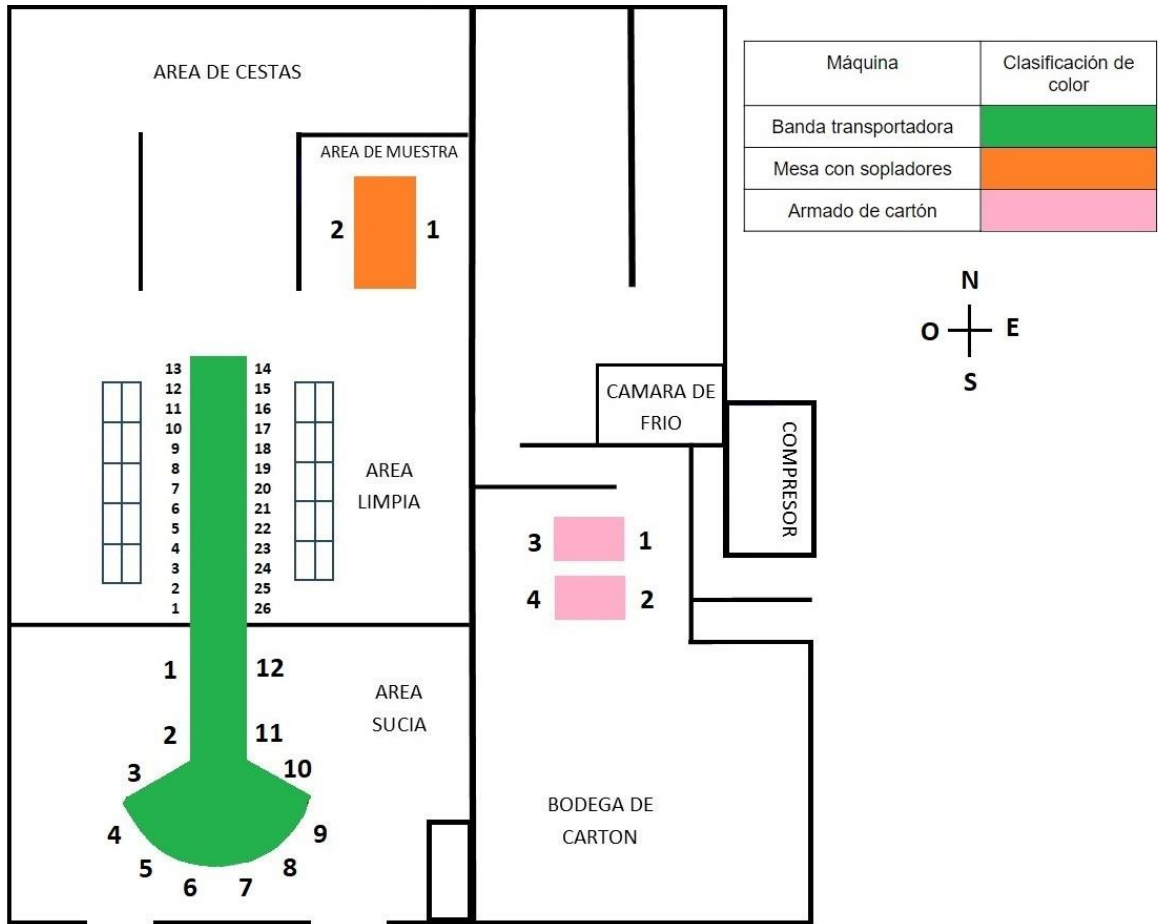 AREA DE CESTAS
AREA DE MUESTRA
2 1
13 14
12 15
11 16
10 17
9 18
8 19
7 20
6 21
5 22
4 23
3 24
2 25
1 26
AREA
LIMPIA
1 12
2 11
3 10
4 9
5 8
6 7
AREA
SUCIA
CAMARA DE
FRIO
COMPRESOR
3 1
4 2
BODEGA DE
CARTON
Máquina Clasificación de
color
Banda transportadora
Mesa con sopladores
Armado de cartón
N
O E
S